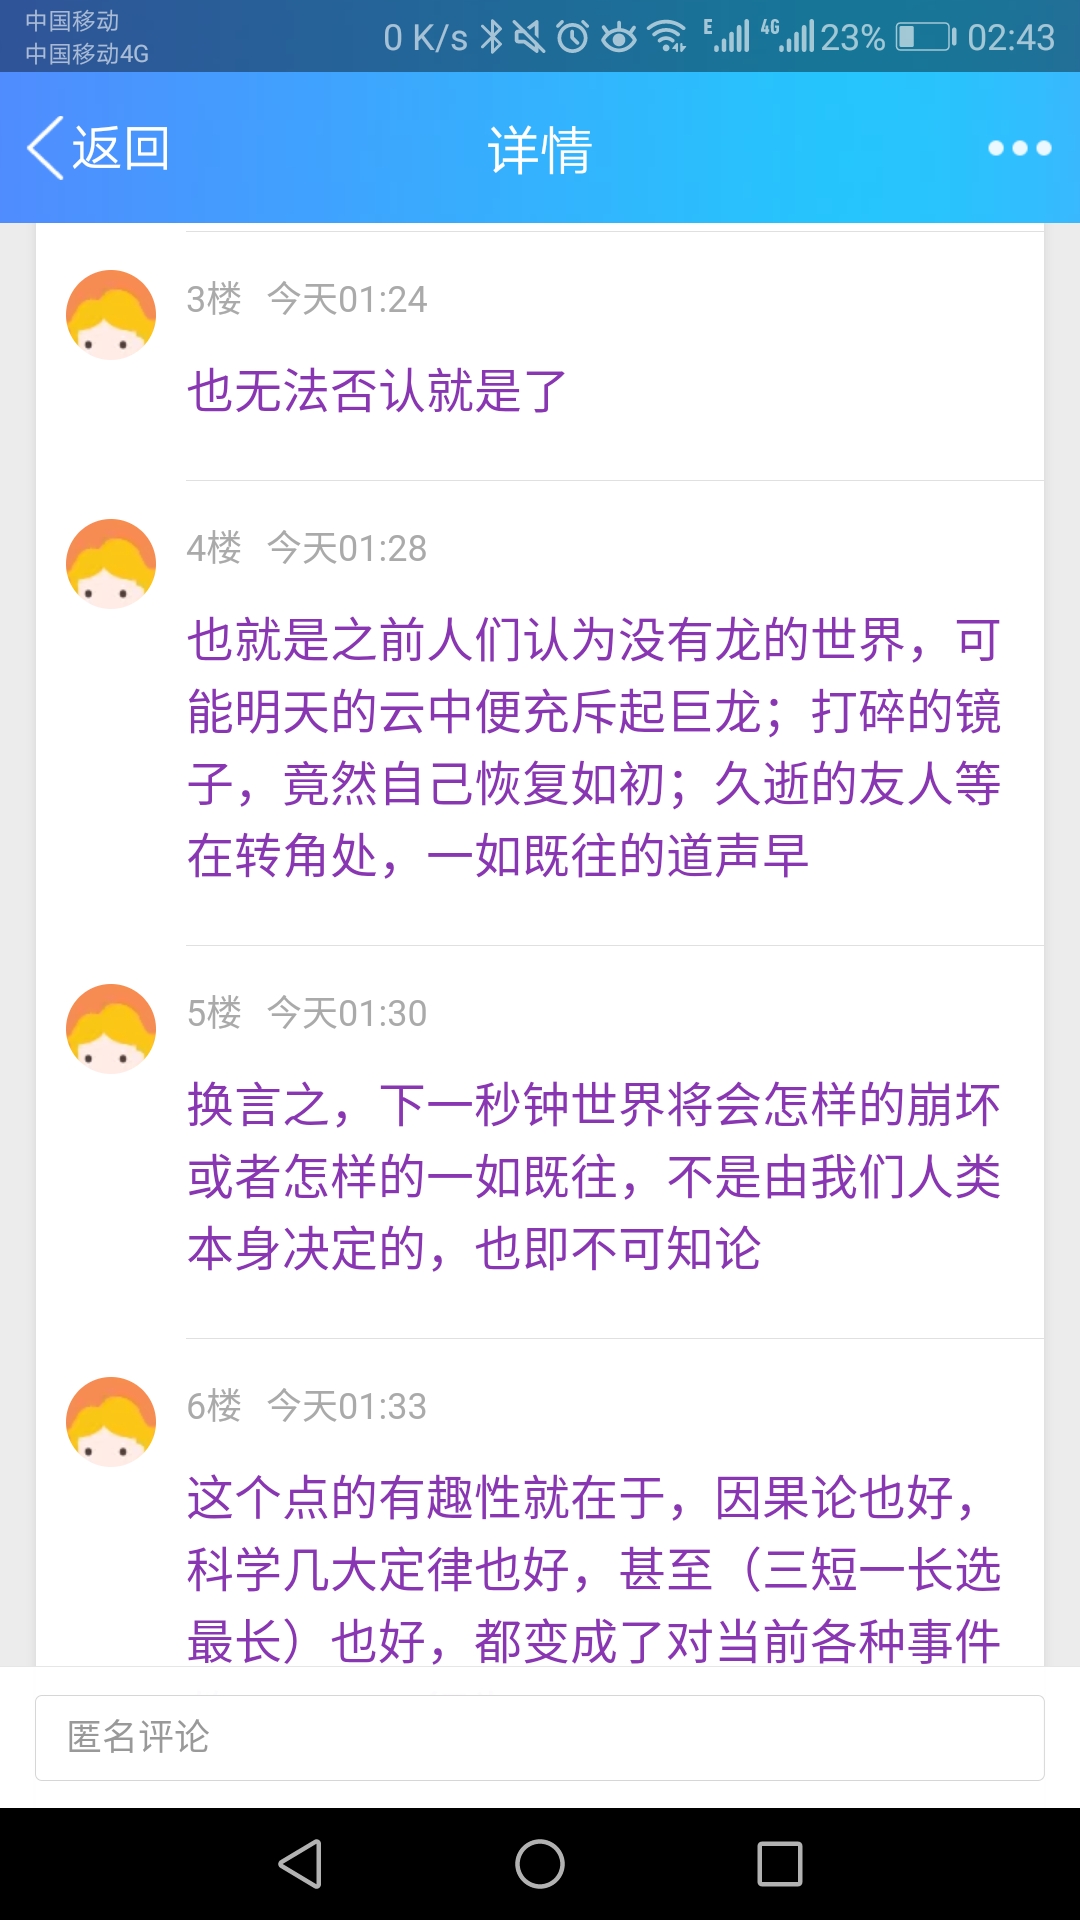 中国移动
中国移动4G
0 K/s
E
4G
23%
02:43
返回
详情
3楼 今天01:24
也无法否认就是了
4楼 今天01:28
也就是之前人们认为没有龙的世界，可
能明天的云中便充斥起巨龙；打碎的镜
子，竟然自己恢复如初；久逝的友人等
在转角处，一如既往的道声早
5楼 今天01:30
换言之，下一秒钟世界将会怎样的崩坏
或者怎样的一如既往，不是由我们人类
本身决定的，也即不可知论
6楼 今天01:33
这个点的有趣性就在于，因果论也好，
科学几大定律也好，甚至（三短一长选
最长）也好，都变成了对当前各种事件
匿名评论